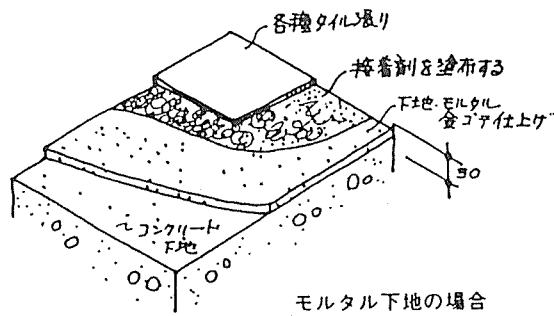 各種タイル張り
接着剤を塗布する
下地・モルタル
金ゴテ仕上げ
30
コンクリート
下地
モルタル下地の場合